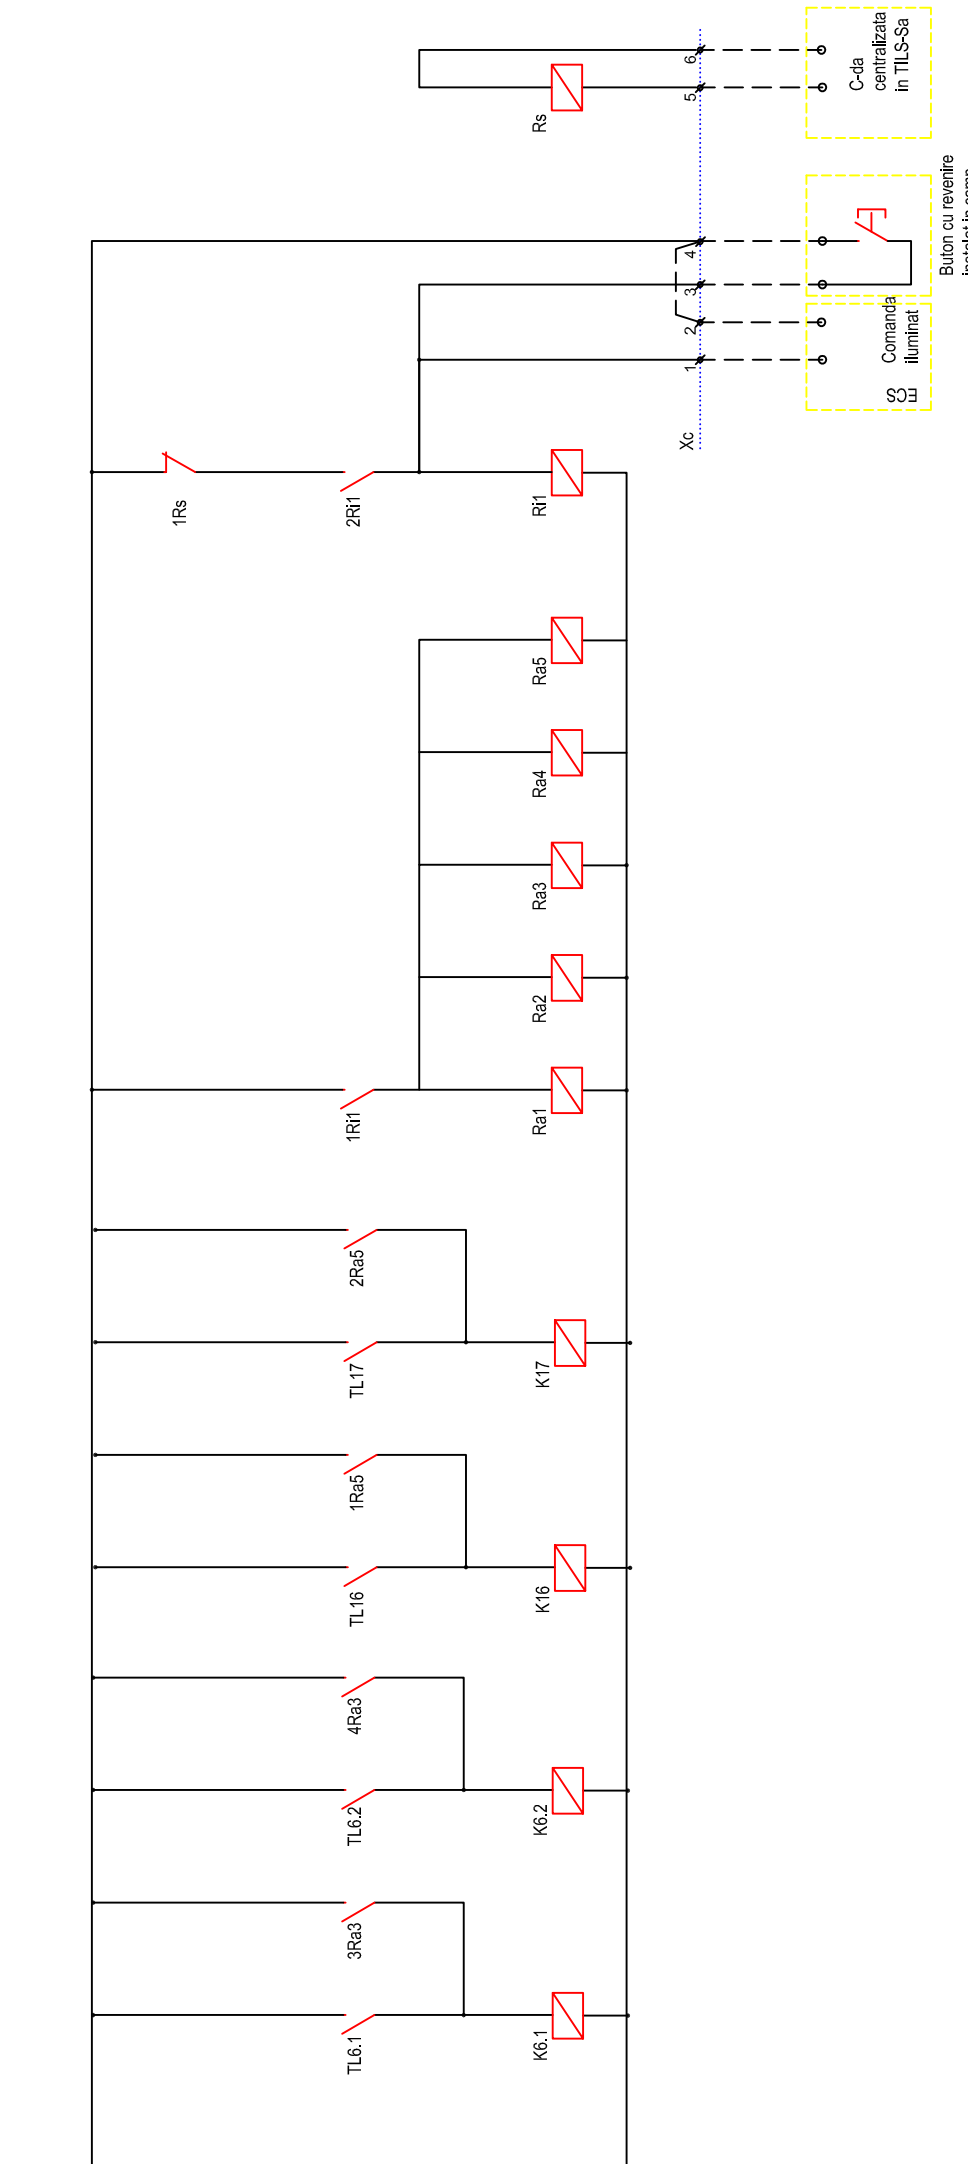 C-da
centralizata
in TILS-Sa
6
5
Rs
Buton cu revenire
4
3
2
1
Comanda
iluminat
ECS
Xc
1Rs
2Ri1
Ri1
Ra5
Ra4
Ra3
Ra2
Ra1
1Ri1
2Ra5
TL17
K17
1Ra5
TL16
K16
4Ra3
TL6.2
K6.2
3Ra3
TL6.1
K6.1